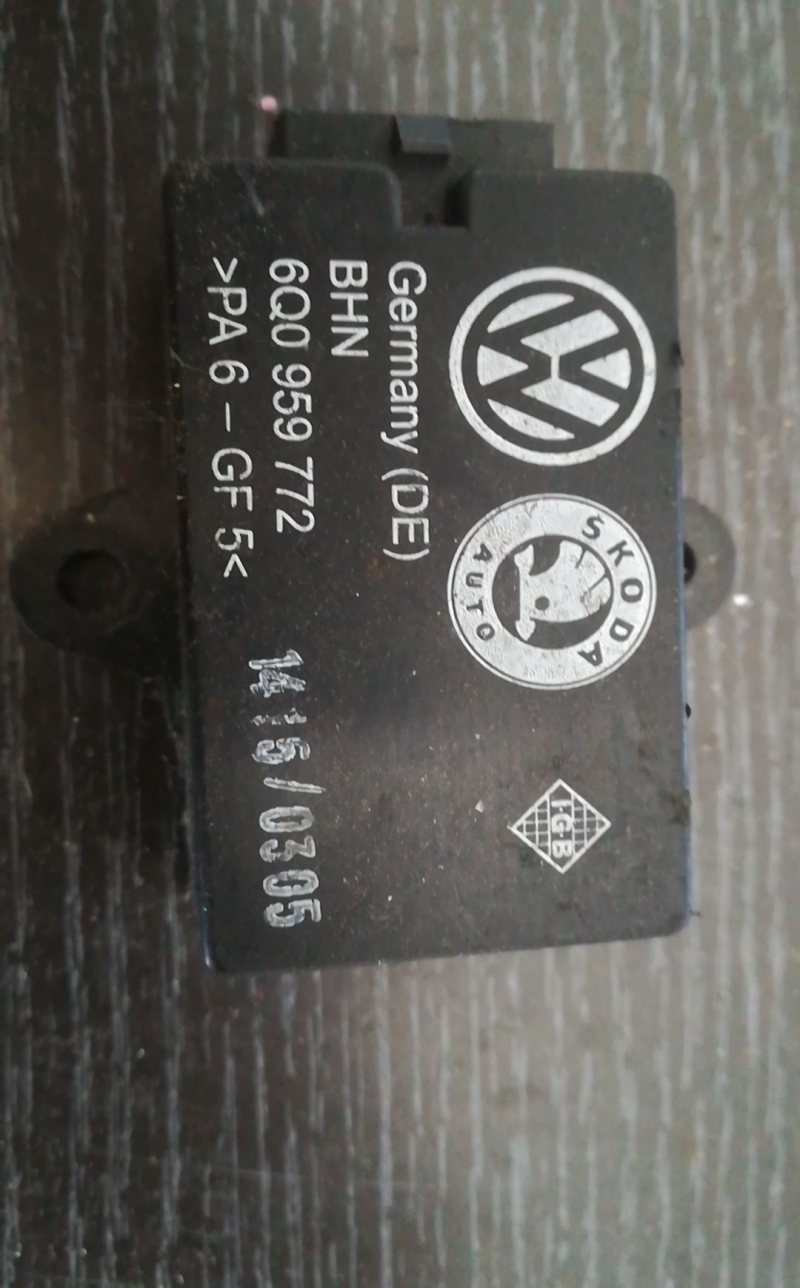 SKODA
AUTO
I·G·B
Germany (DE)
BHN
6Q0 959 772
>PA 6 – GF 5<
14:5/0305